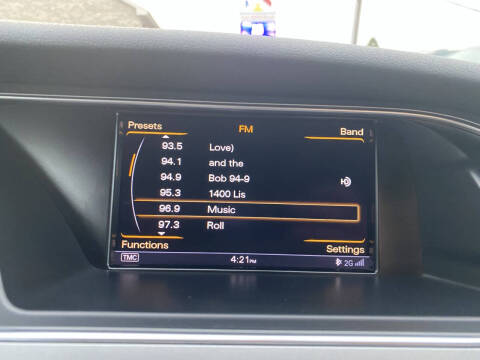 Presets FM Band
93.5 Love)
94.1 and the
94.9 Bob 94-9
95.3 1400 Lis
96.9 Music
97.3 Roll
Functions Settings
TMC 4:21PM 2G